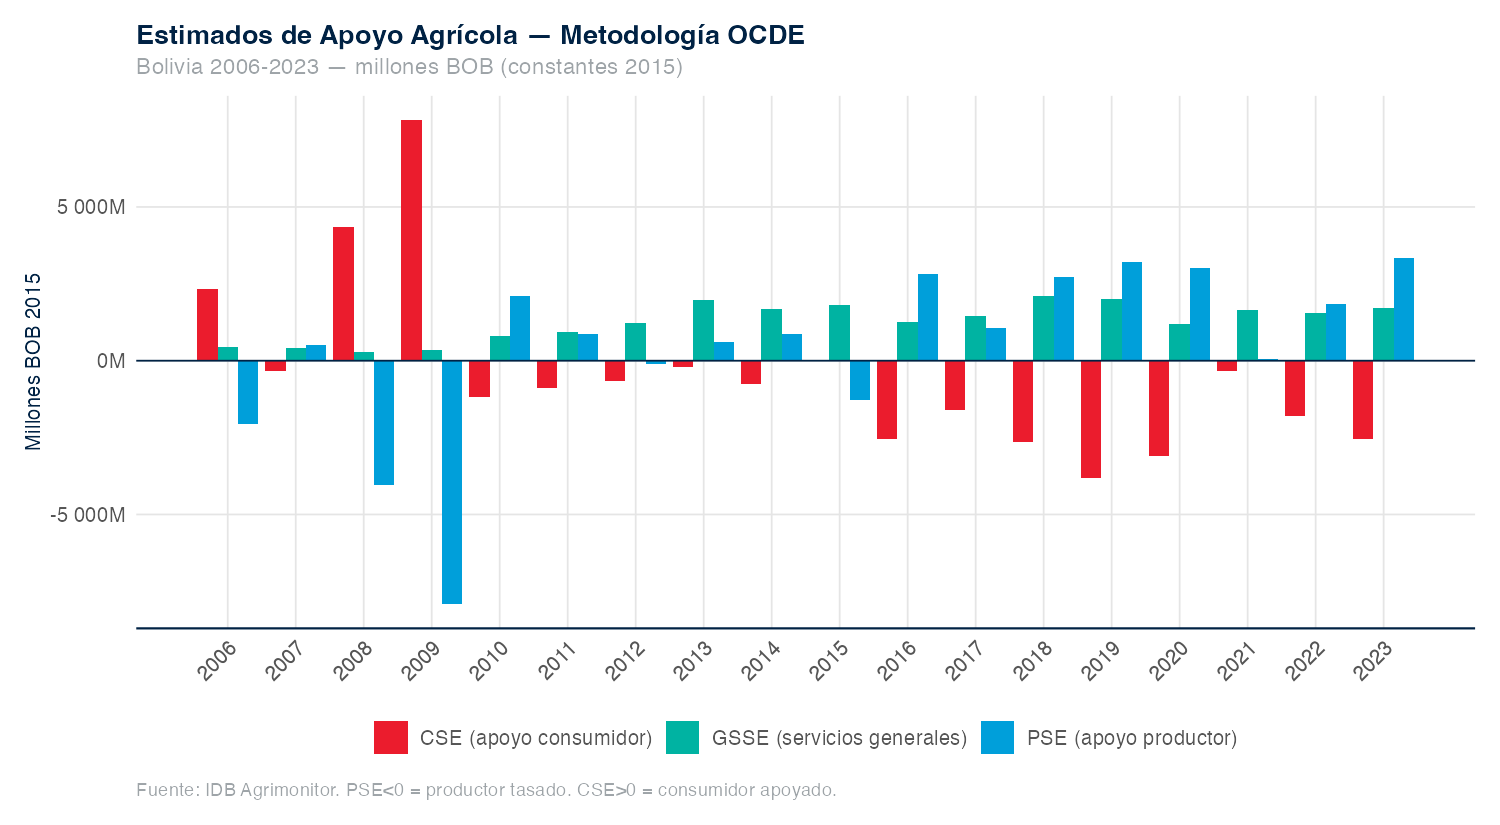 Estimados de Apoyo Agrícola — Metodología OCDE
Bolivia 2006-2023 — millones BOB (constantes 2015)
Millones BOB 2015
5 000M
0M
-5 000M
2006 2007 2008 2009 2010 2011 2012 2013 2014 2015 2016 2017 2018 2019 2020 2021 2022 2023
CSE (apoyo consumidor) GSSE (servicios generales) PSE (apoyo productor)
Fuente: IDB Agrimonitor. PSE<0 = productor tasado. CSE>0 = consumidor apoyado.